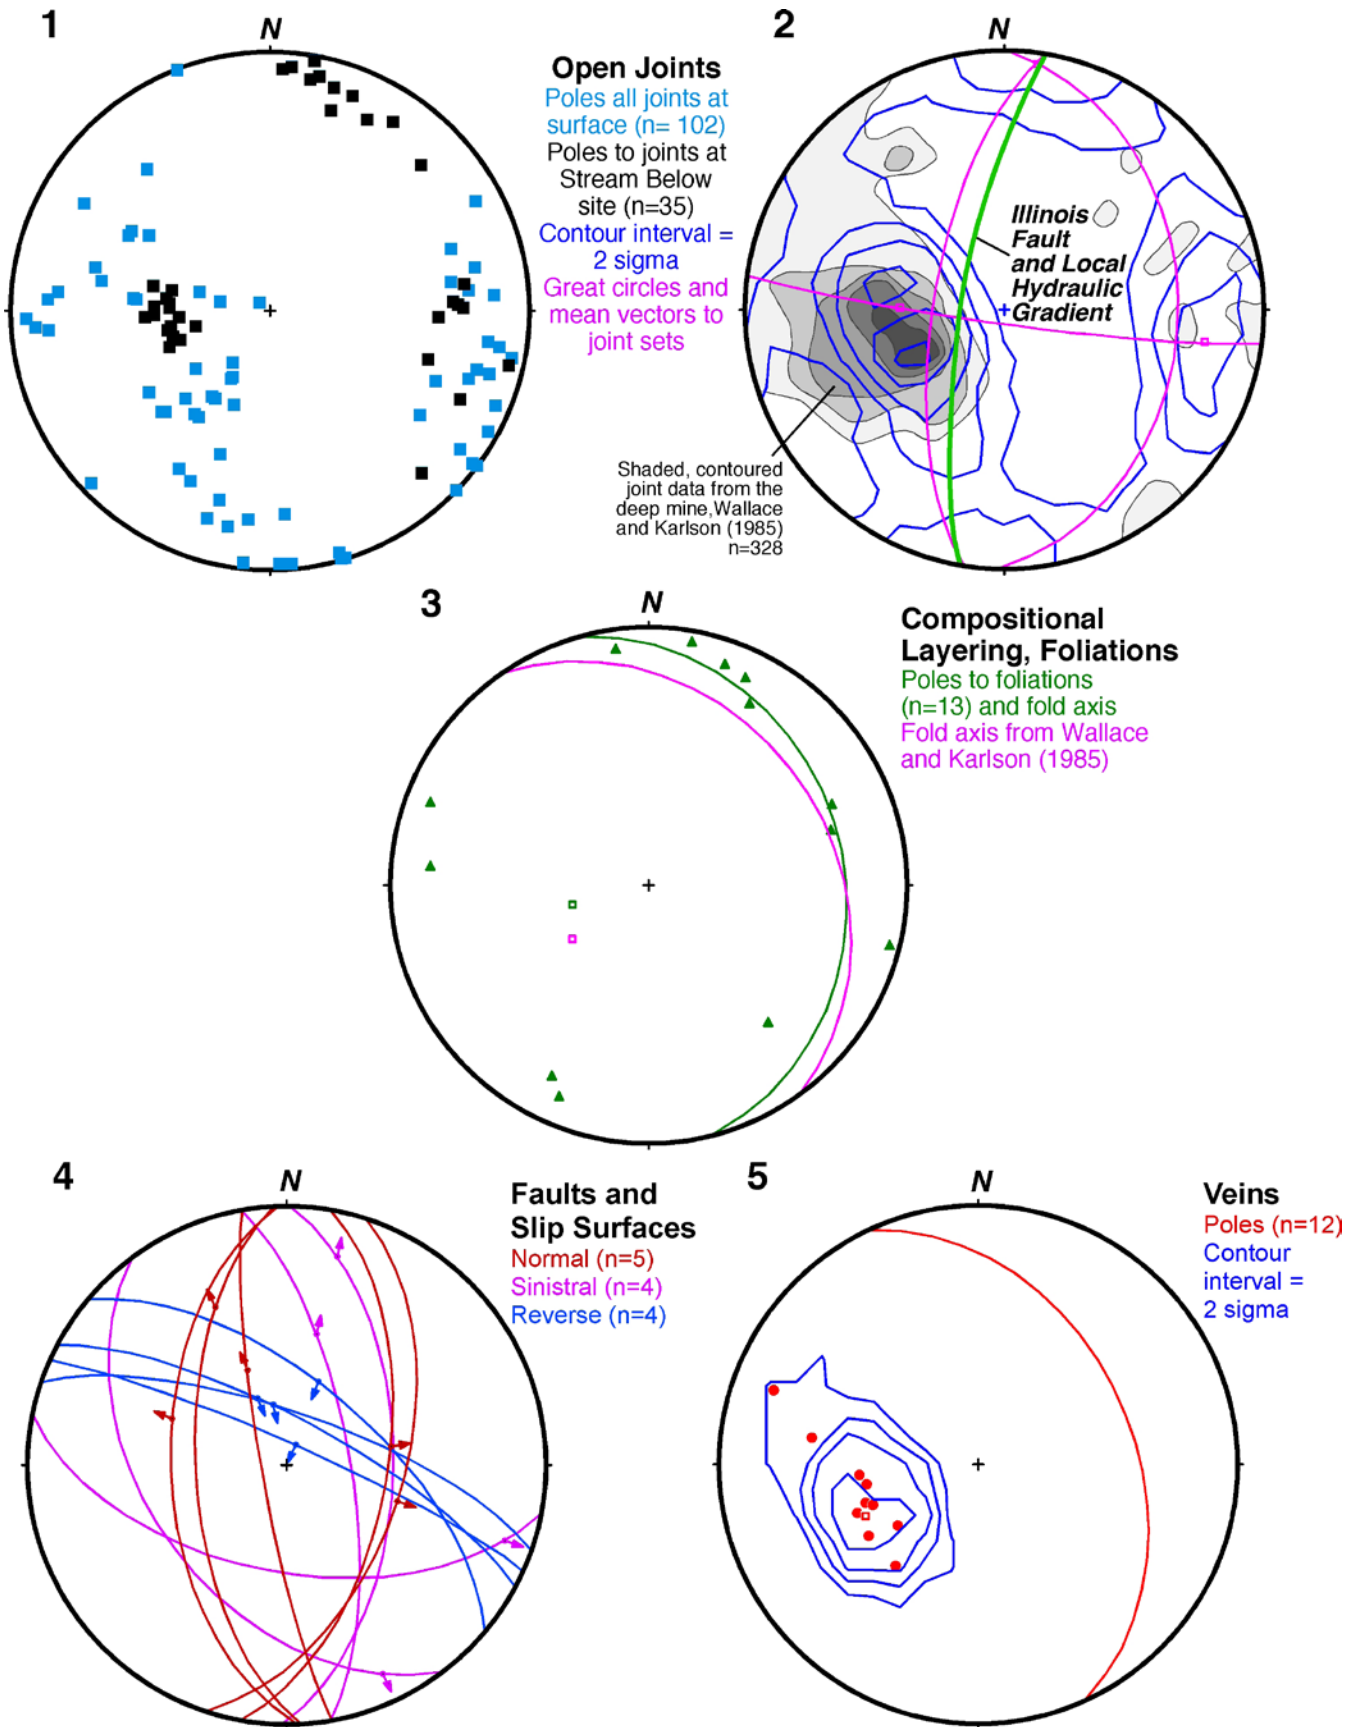 1
N
Open Joints
Poles all joints at
surface (n= 102)
Poles to joints at
Stream Below
site (n=35)
Contour interval =
2 sigma
Great circles and
mean vectors to
joint sets
2
N
Illinois
Fault
and Local
Hydraulic
Gradient
Shaded, contoured
joint data from the
deep mine,Wallace
and Karlson (1985)
n=328
3
N
Compositional
Layering, Foliations
Poles to foliations
(n=13) and fold axis
Fold axis from Wallace
and Karlson (1985)
4
N
Faults and
Slip Surfaces
Normal (n=5)
Sinistral (n=4)
Reverse (n=4)
5
N
Veins
Poles (n=12)
Contour
interval =
2 sigma